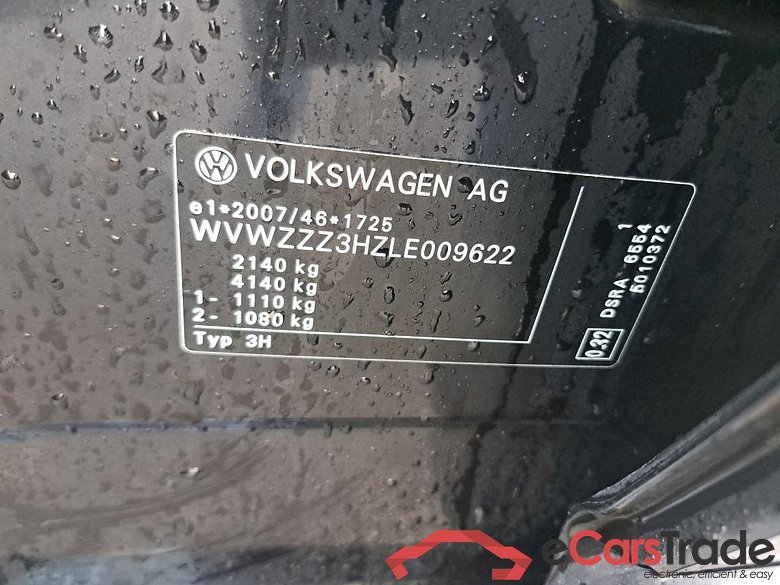 VOLKSWAGEN AG
e1*2007/46*1725
WVWZZZ3HZLE009622
2140 kg
4140 kg
1- 1110 kg
2- 1080 kg
Typ 3H
0.32
DSRA 6554 1
5010372
eCarsTrade
electronic, efficient & easy